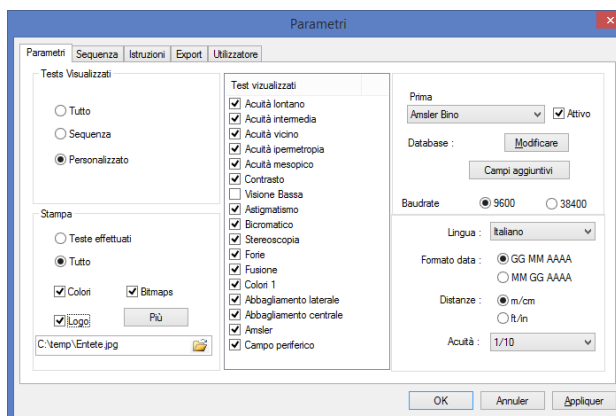 Parametri
Parametri Sequenza Istruzioni Export Utilizzatore
Tests Visualizzati
Tutto
Sequenza
Personalizzato
Stampa
Teste effettuati
Tutto
Colori Bitmaps
Logo Più
C:\temp\Entete.jpg
Test vizualizzati
Acuità lontano
Acuità intermedia
Acuità vicino
Acuità ipermetropia
Acuità mesopico
Contrasto
Visione Bassa
Astigmatismo
Bicromatico
Stereoscopia
Forie
Fusione
Colori 1
Abbagliamento laterale
Abbagliamento centrale
Amsler
Campo periferico
Prima
Amsler Bino Attivo
Database : Modificare
Campi aggiuntivi
Baudrate 9600 38400
Lingua : Italiano
Formato data : GG MM AAAA
MM GG AAAA
Distanze : m/cm
ft/in
Acuità : 1/10
OK Annuler Appliquer